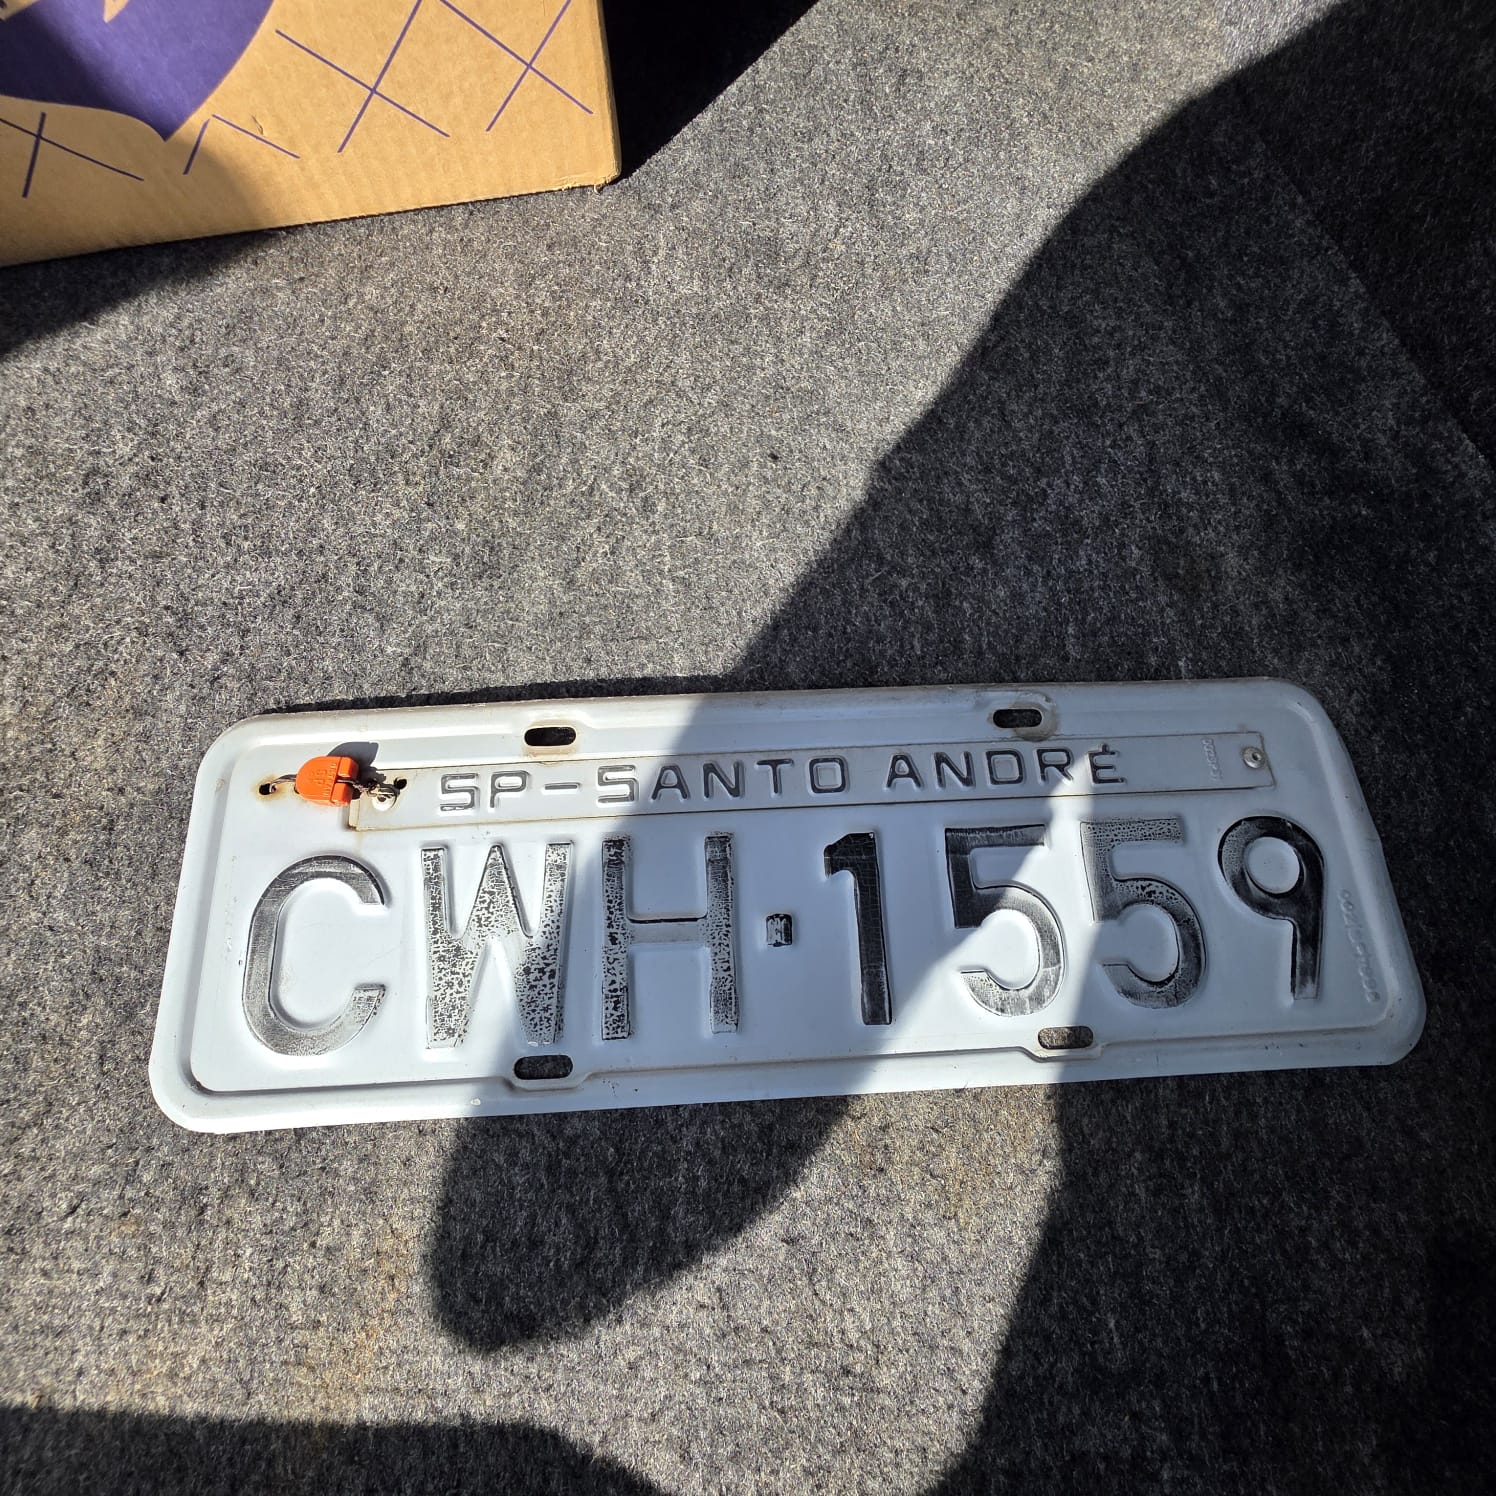 SP-SANTO ANDRÉ
CWH·1559